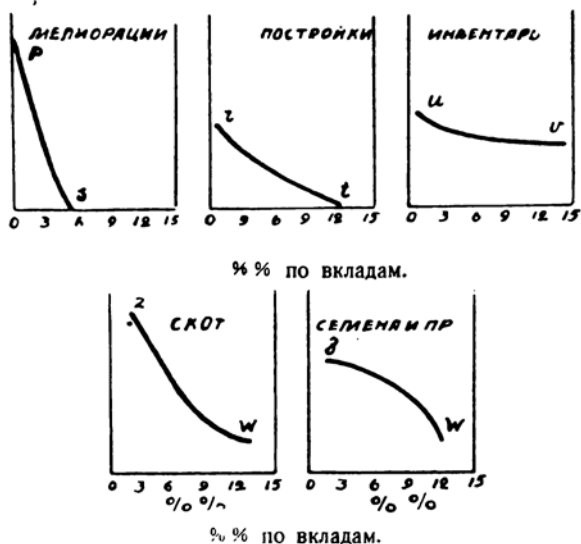 МЕЛИОРАЦИИ ПОСТРОЙКИ ИНВЕНТАРЬ
p s r t u v
0 3 6 9 12 15 0 3 6 9 12 15 0 3 6 9 12 15
% % по вкладам.
СКОТ СЕМЕНА И ПР
z W g W
0 3 6 9 12 15 0 3 6 9 12 15
% % % %
% % по вкладам.